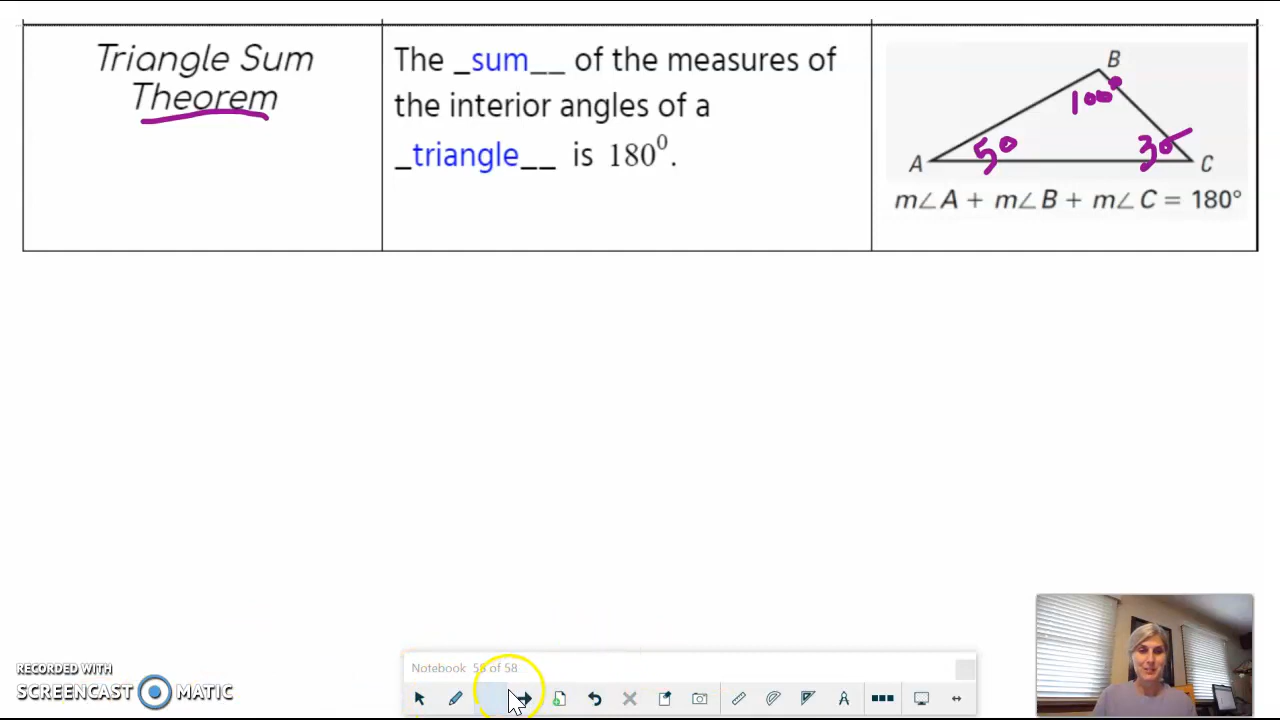 Triangle Sum
Theorem
The _sum__ of the measures of
the interior angles of a
_triangle__ is 180⁰.
B
100
50
30
A
C
m∠A + m∠B + m∠C = 180°
Notebook 58 of 58
RECORDED WITH
SCREENCAST MATIC